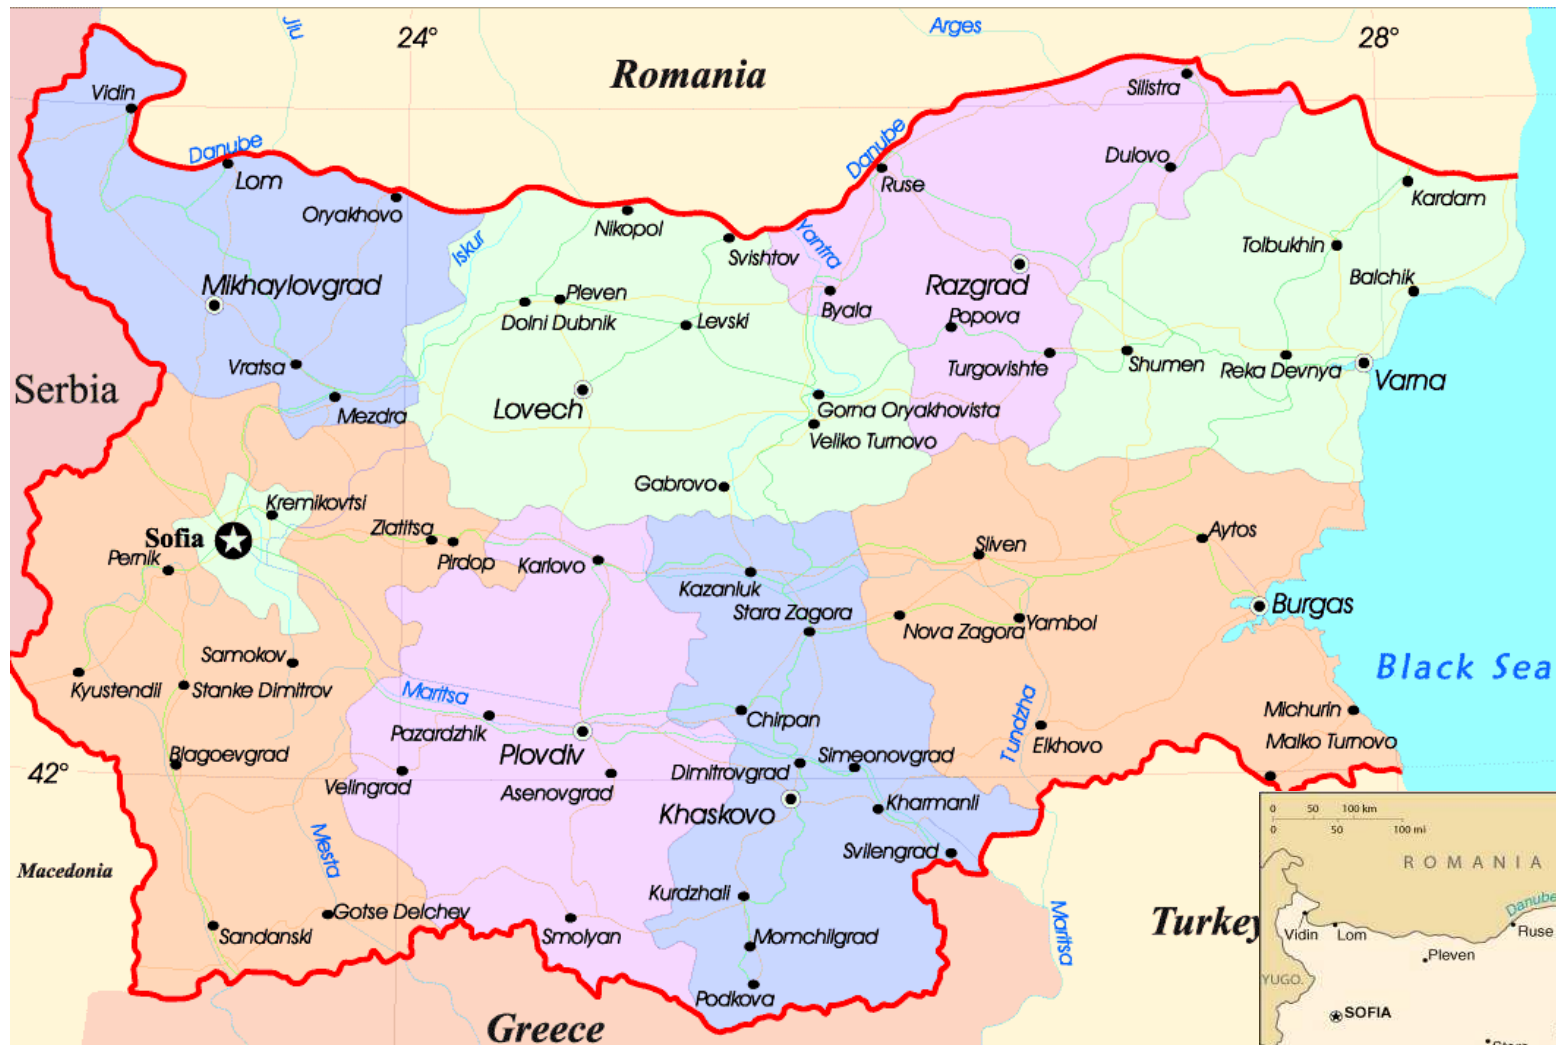 Jiu
24°
Arges
28°
Romania
Vidin
Silistra
Danube
Danube
Dulovo
Lom
Ruse
Kardam
Oryakhovo
Nikopol
Iskur
Yantra
Svishtov
Tolbukhin
Mikhaylovgrad
Razgrad
Balchik
Pleven
Byala
Dolni Dubnik
Levski
Popova
Vratsa
Turgovishte
Shumen
Reka Devnya
Varna
Serbia
Lovech
Mezdra
Gorna Oryakhovista
Veliko Turnovo
Gabrovo
Kremikovtsi
Zlatitsa
Aytos
Sofia
Sliven
Pernik
Pirdop
Karlovo
Kazanluk
Stara Zagora
Burgas
Nova Zagora
Yambol
Samokov
Black Sea
Kyustendii
Stanke Dimitrov
Maritsa
Michurin
Chirpan
Pazardzhik
Tundzha
Elkhovo
Malko Turnovo
Blagoevgrad
Plovdiv
Simeonovgrad
42°
Dimitrovgrad
Velingrad
Asenovgrad
Khaskovo
Kharmanli
Mesta
Svilengrad
Macedonia
Kurdzhali
Gotse Delchev
Turkey
Maritsa
Sandanski
Smolyan
Momchilgrad
Podkova
Greece
0 50 100 km
0 50 100 mi
ROMANIA
Danube
Vidin
Lom
Ruse
Pleven
YUGO.
SOFIA